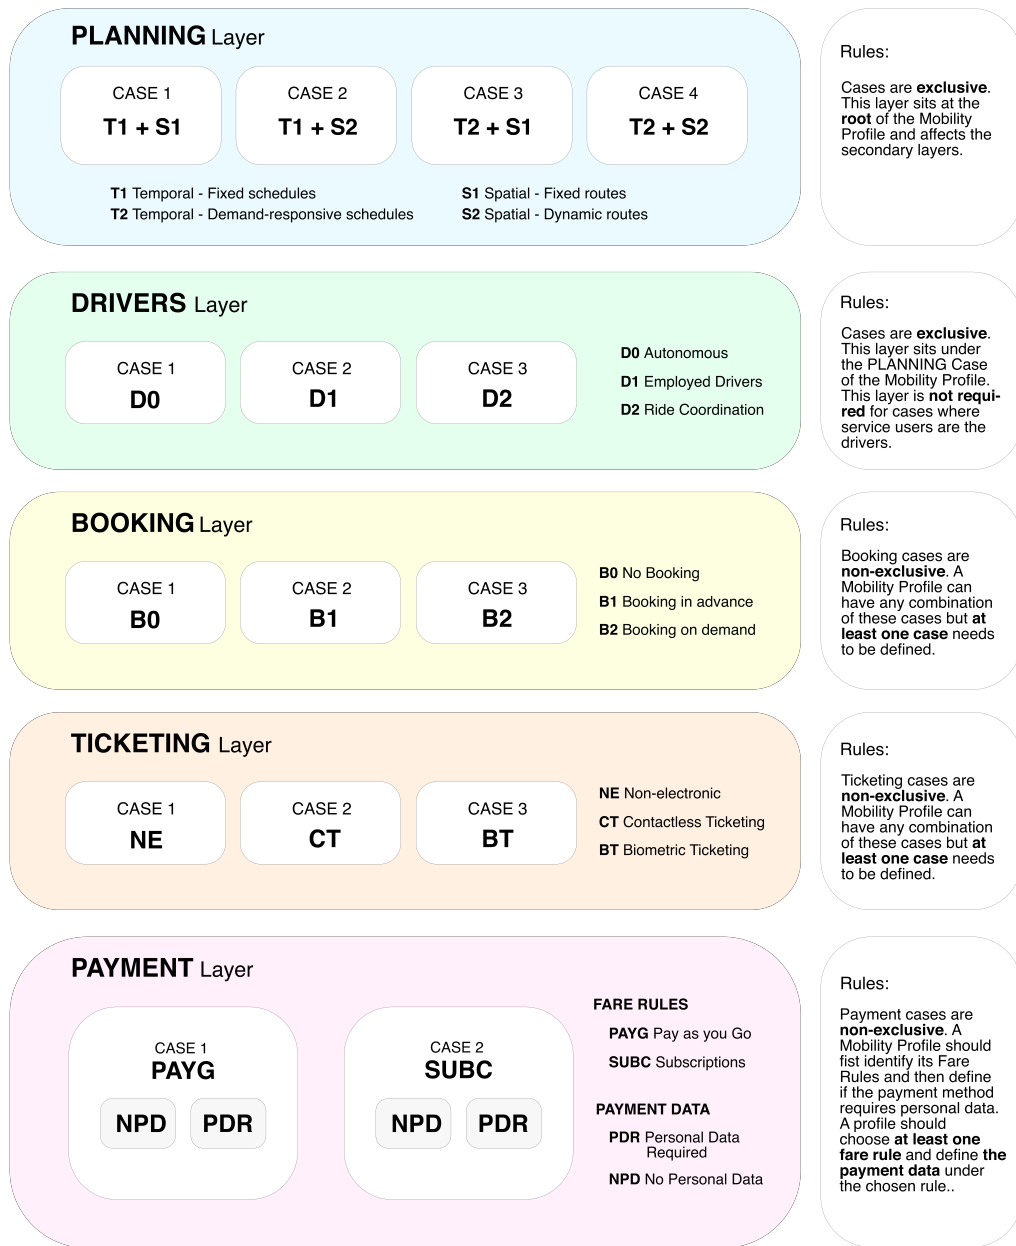 PLANNING Layer
CASE 1
T1 + S1
CASE 2
T1 + S2
CASE 3
T2 + S1
CASE 4
T2 + S2
T1 Temporal - Fixed schedules
T2 Temporal - Demand-responsive schedules
S1 Spatial - Fixed routes
S2 Spatial - Dynamic routes
Rules:
Cases are exclusive.
This layer sits at the
root of the Mobility
Profile and affects the
secondary layers.
DRIVERS Layer
CASE 1
D0
CASE 2
D1
CASE 3
D2
D0 Autonomous
D1 Employed Drivers
D2 Ride Coordination
Rules:
Cases are exclusive.
This layer sits under
the PLANNING Case
of the Mobility Profile.
This layer is not requi-
red for cases where
service users are the
drivers.
BOOKING Layer
CASE 1
B0
CASE 2
B1
CASE 3
B2
B0 No Booking
B1 Booking in advance
B2 Booking on demand
Rules:
Booking cases are
non-exclusive. A
Mobility Profile can
have any combination
of these cases but at
least one case needs
to be defined.
TICKETING Layer
CASE 1
NE
CASE 2
CT
CASE 3
BT
NE Non-electronic
CT Contactless Ticketing
BT Biometric Ticketing
Rules:
Ticketing cases are
non-exclusive. A
Mobility Profile can
have any combination
of these cases but at
least one case needs
to be defined.
PAYMENT Layer
CASE 1
PAYG
NPD
PDR
CASE 2
SUBC
NPD
PDR
FARE RULES
PAYG Pay as you Go
SUBC Subscriptions
PAYMENT DATA
PDR Personal Data
Required
NPD No Personal Data
Rules:
Payment cases are
non-exclusive. A
Mobility Profile should
fist identify its Fare
Rules and then define
if the payment method
requires personal data.
A profile should
choose at least one
fare rule and define the
payment data under
the chosen rule..